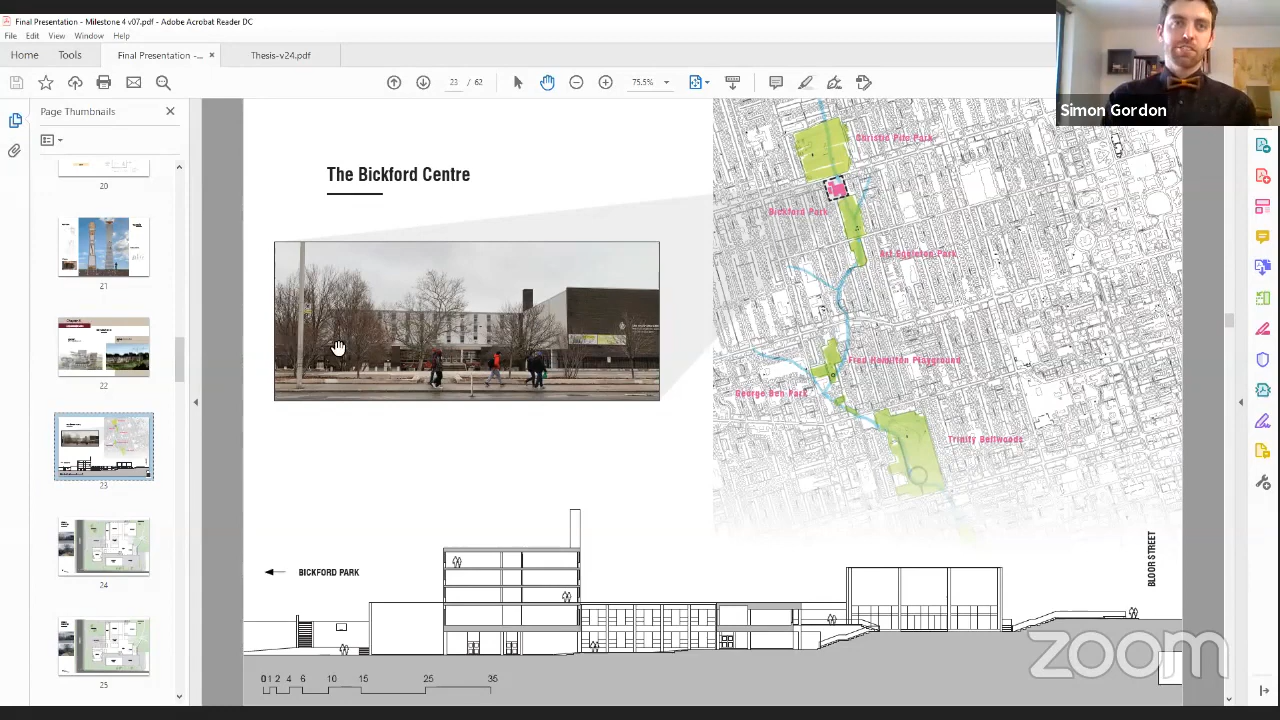 Final Presentation - Milestone 4 v07.pdf - Adobe Acrobat Reader DC
File Edit View Window Help
Home Tools Final Presentation -... × Thesis-v24.pdf
23 / 62 75.5%
Simon Gordon
Page Thumbnails
20
21
22
23
24
25
The Bickford Centre
Christie Pits Park
Bickford Park
Art Eggleton Park
Fred Hamilton Playground
George Ben Park
Trinity Bellwoods
BICKFORD PARK
BLOOR STREET
0 1 2 4 6 10 15 25 35
zoom